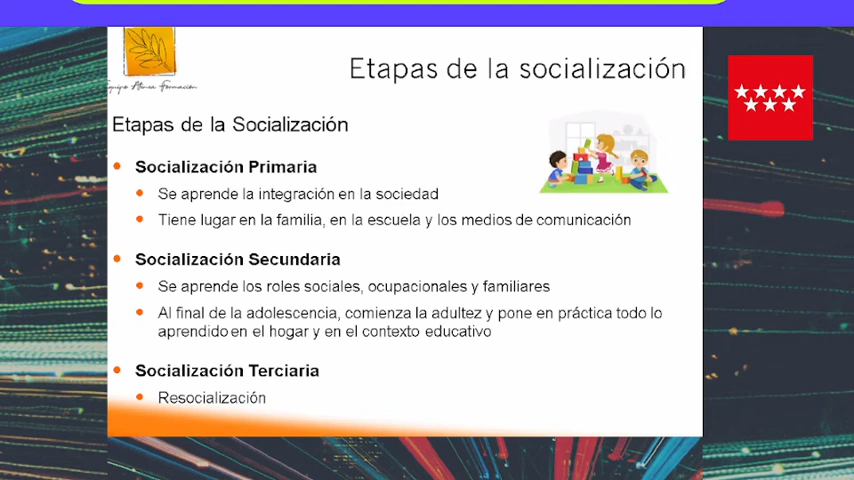 Equipo Atenea Formación
Etapas de la socialización
Etapas de la Socialización
Socialización Primaria
Se aprende la integración en la sociedad
Tiene lugar en la familia, en la escuela y los medios de comunicación
Socialización Secundaria
Se aprende los roles sociales, ocupacionales y familiares
Al final de la adolescencia, comienza la adultez y pone en práctica todo lo
aprendido en el hogar y en el contexto educativo
Socialización Terciaria
Resocialización